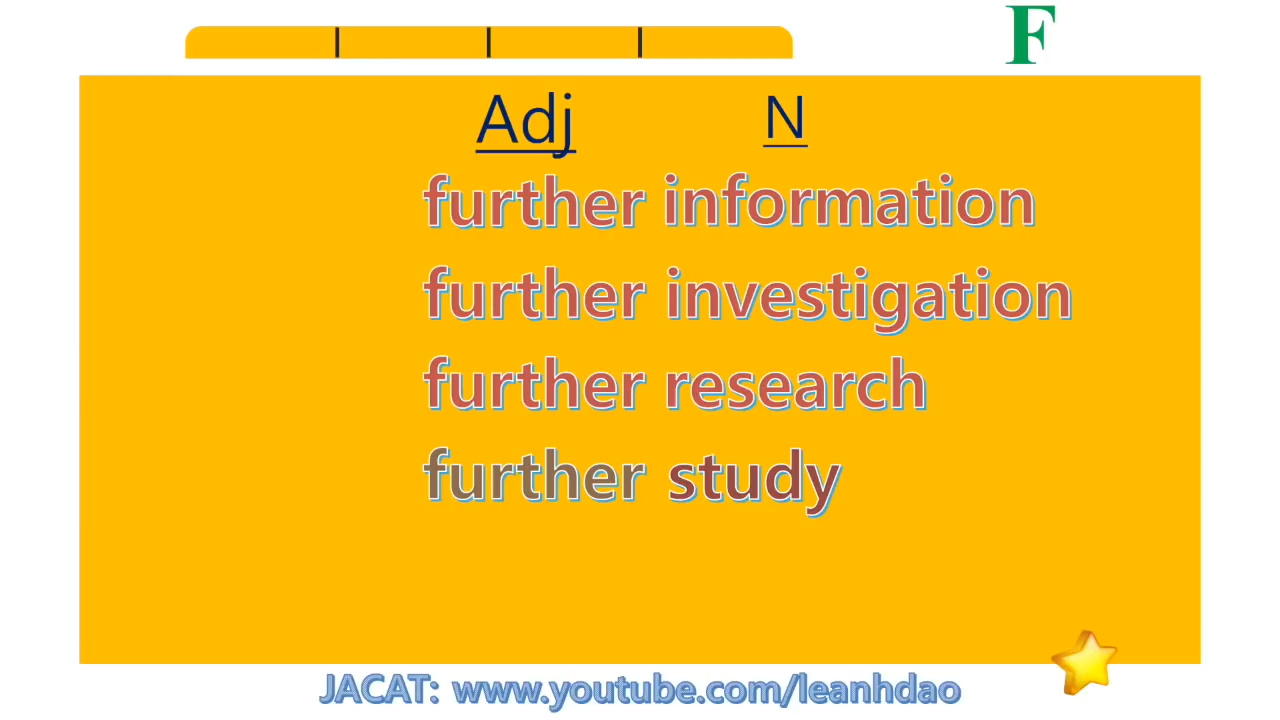 F
Adj N
further information
further investigation
further research
further study
JACAT: www.youtube.com/leanhdao